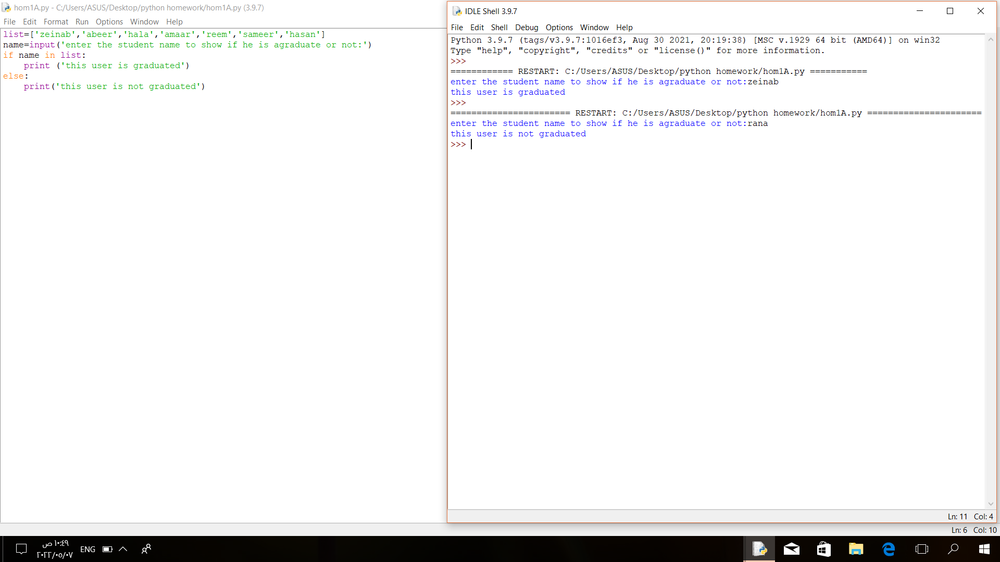 hom1A.py - C:/Users/ASUS/Desktop/python homework/hom1A.py (3.9.7)
File Edit Format Run Options Window Help
list=['zeinab','abeer','hala','amaar','reem','sameer','hasan']
name=input('enter the student name to show if he is agraduate or not:')
if name in list:
    print ('this user is graduated')
else:
    print('this user is not graduated')
IDLE Shell 3.9.7
File Edit Shell Debug Options Window Help
Python 3.9.7 (tags/v3.9.7:1016ef3, Aug 30 2021, 20:19:38) [MSC v.1929 64 bit (AMD64)] on win32
Type "help", "copyright", "credits" or "license()" for more information.
>>>
============ RESTART: C:/Users/ASUS/Desktop/python homework/hom1A.py ===========
enter the student name to show if he is agraduate or not:zeinab
this user is graduated
>>>
======================= RESTART: C:/Users/ASUS/Desktop/python homework/hom1A.py ======================
enter the student name to show if he is agraduate or not:rana
this user is not graduated
>>>
Ln: 11 Col: 4
Ln: 6 Col: 10
١٠:٤٩ ص
٢٠٢٢/٠٥/٠٧
ENG